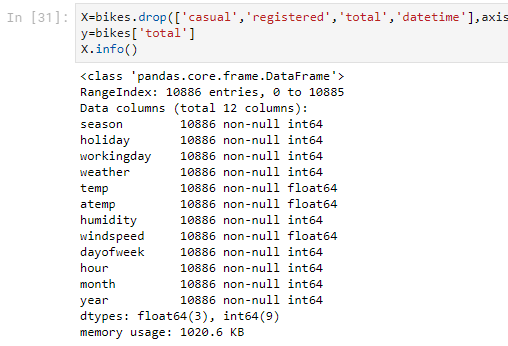 In [31]: X=bikes.drop(['casual','registered','total','datetime'],axis
y=bikes['total']
X.info()
<class 'pandas.core.frame.DataFrame'>
RangeIndex: 10886 entries, 0 to 10885
Data columns (total 12 columns):
season 10886 non-null int64
holiday 10886 non-null int64
workingday 10886 non-null int64
weather 10886 non-null int64
temp 10886 non-null float64
atemp 10886 non-null float64
humidity 10886 non-null int64
windspeed 10886 non-null float64
dayofweek 10886 non-null int64
hour 10886 non-null int64
month 10886 non-null int64
year 10886 non-null int64
dtypes: float64(3), int64(9)
memory usage: 1020.6 KB